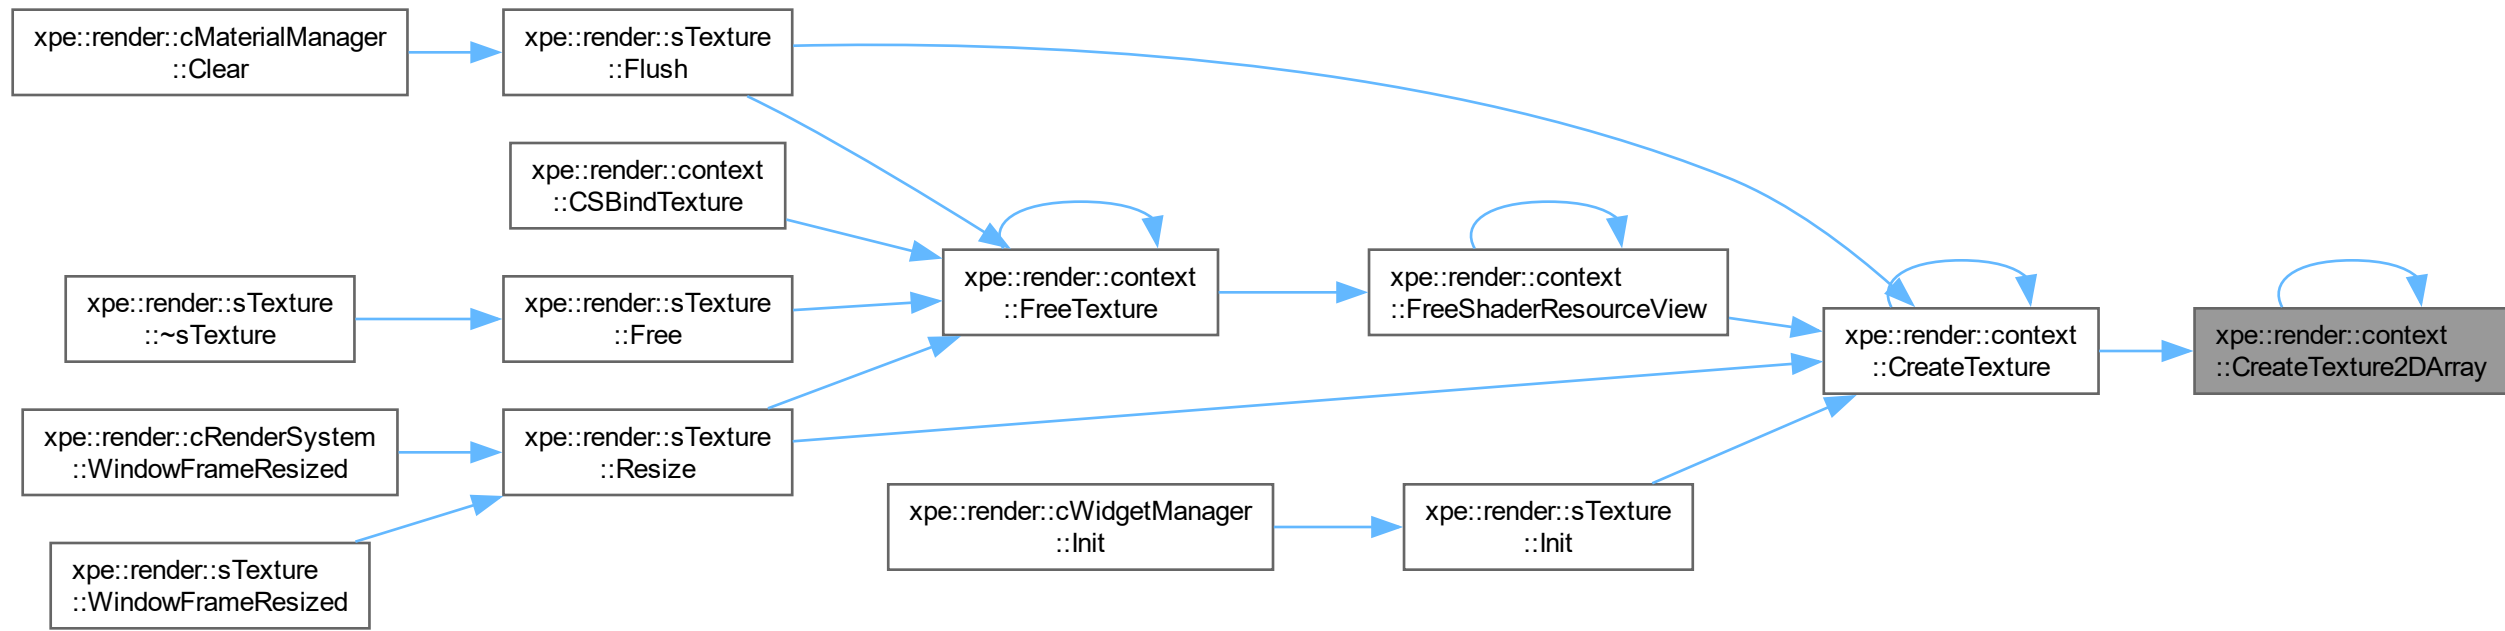 xpe::render::cMaterialManager
::Clear
xpe::render::sTexture
::Flush
xpe::render::context
::CSBindTexture
xpe::render::sTexture
::~sTexture
xpe::render::sTexture
::Free
xpe::render::context
::FreeTexture
xpe::render::context
::FreeShaderResourceView
xpe::render::context
::CreateTexture
xpe::render::context
::CreateTexture2DArray
xpe::render::cRenderSystem
::WindowFrameResized
xpe::render::sTexture
::Resize
xpe::render::cWidgetManager
::Init
xpe::render::sTexture
::Init
xpe::render::sTexture
::WindowFrameResized